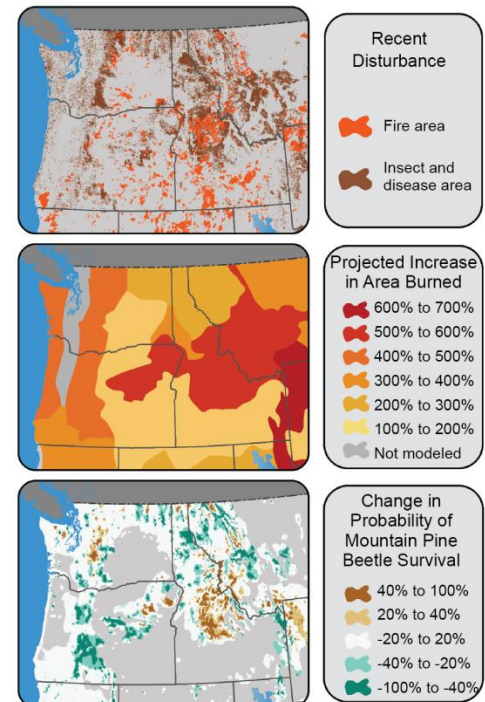 Recent
Disturbance
Fire area
Insect and
disease area
Projected Increase
in Area Burned
600% to 700%
500% to 600%
400% to 500%
300% to 400%
200% to 300%
100% to 200%
Not modeled
Change in
Probability of
Mountain Pine
Beetle Survival
40% to 100%
20% to 40%
-20% to 20%
-40% to -20%
-100% to -40%